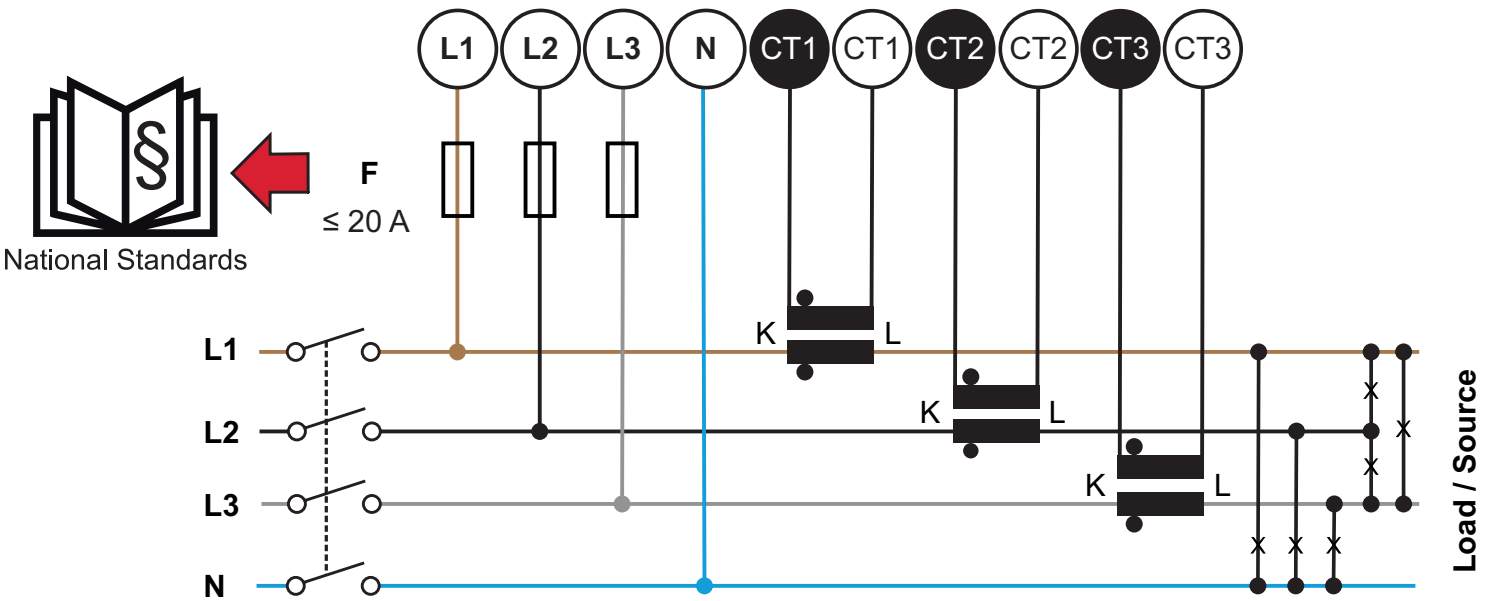 L1 L2 L3 N CT1 CT1 CT2 CT2 CT3 CT3
§
F
≤ 20 A
National Standards
K L
L1
K L
L2
K L
L3
N
x
x
x
x x x
Load / Source